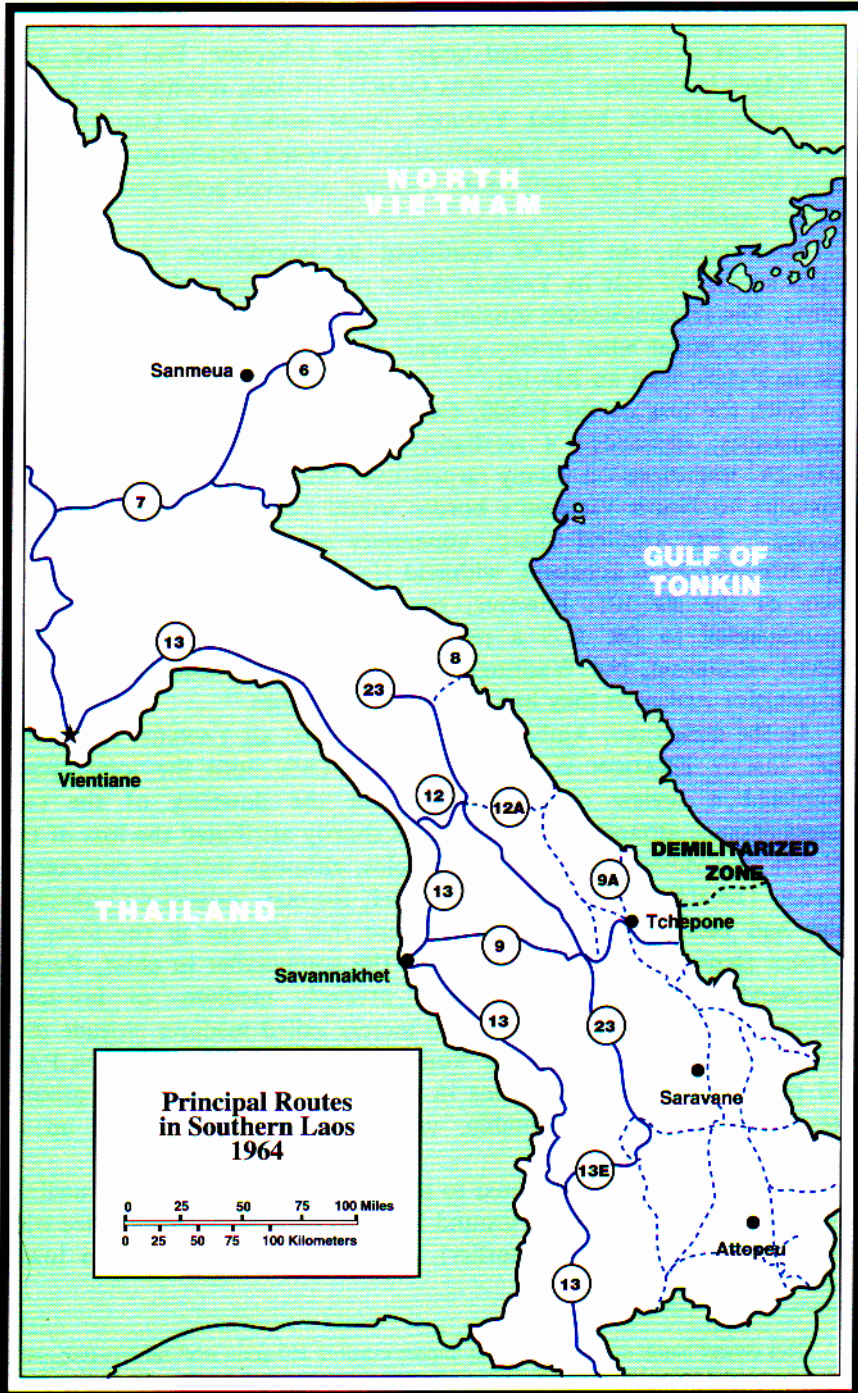 NORTH
VIETNAM
Sanmeua
6
7
GULF OF
TONKIN
13
8
23
Vientiane
12
12A
DEMILITARIZED
ZONE
13
9A
THAILAND
Tchepone
9
Savannakhet
13
23
Principal Routes
in Southern Laos
1964
Saravane
13E
0 25 50 75 100 Miles
0 25 50 75 100 Kilometers
Attopeu
13